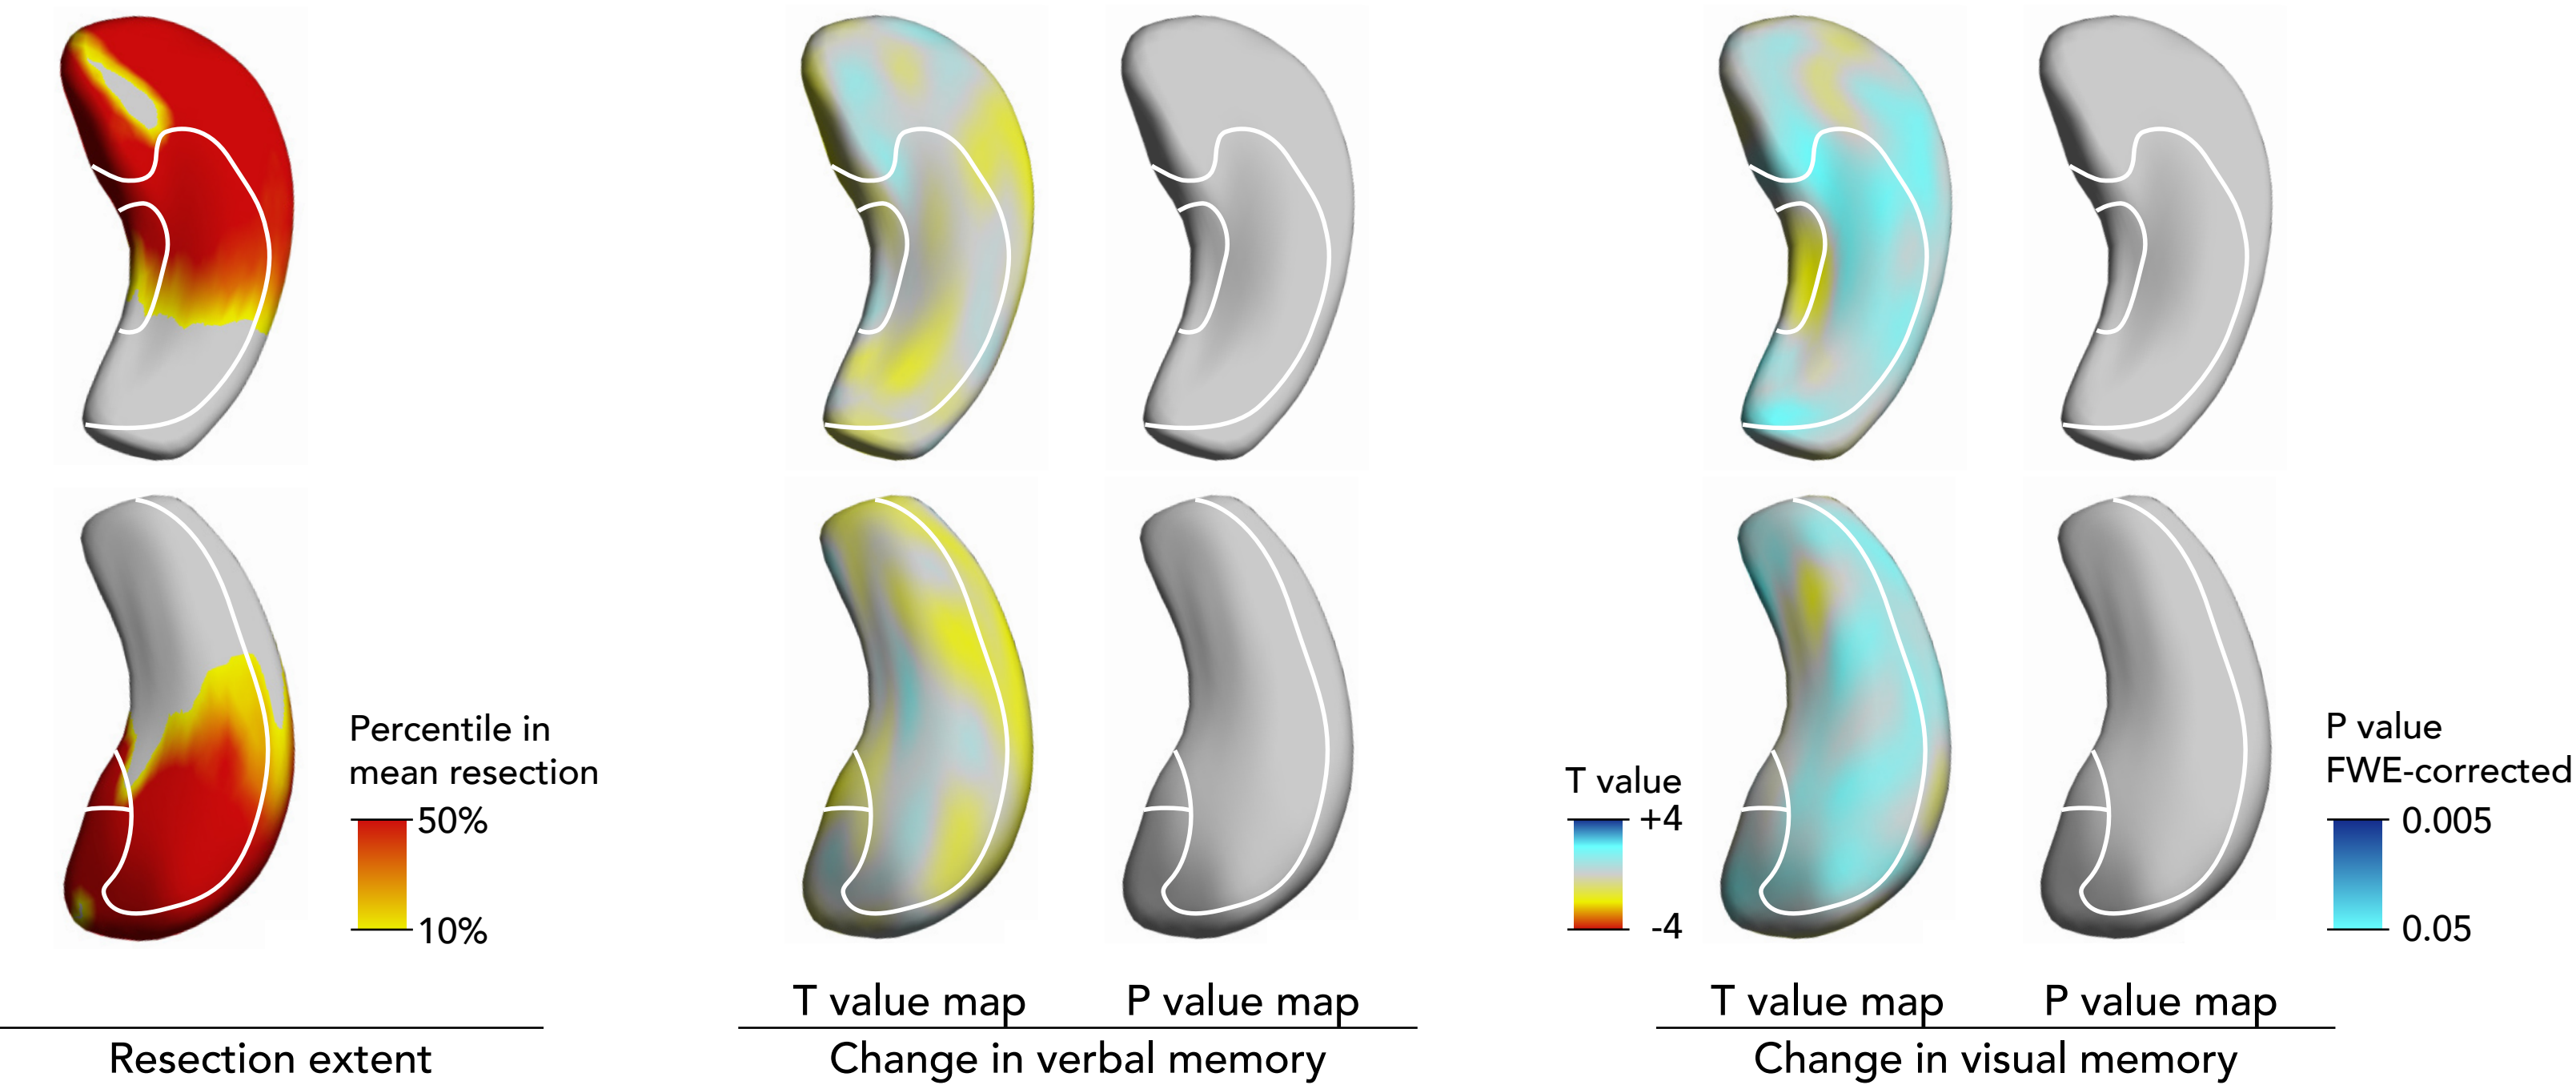 Percentile in
mean resection
50%
10%
T value
+4
-4
P value
FWE-corrected
0.005
0.05
T value map
P value map
T value map
P value map
Resection extent
Change in verbal memory
Change in visual memory